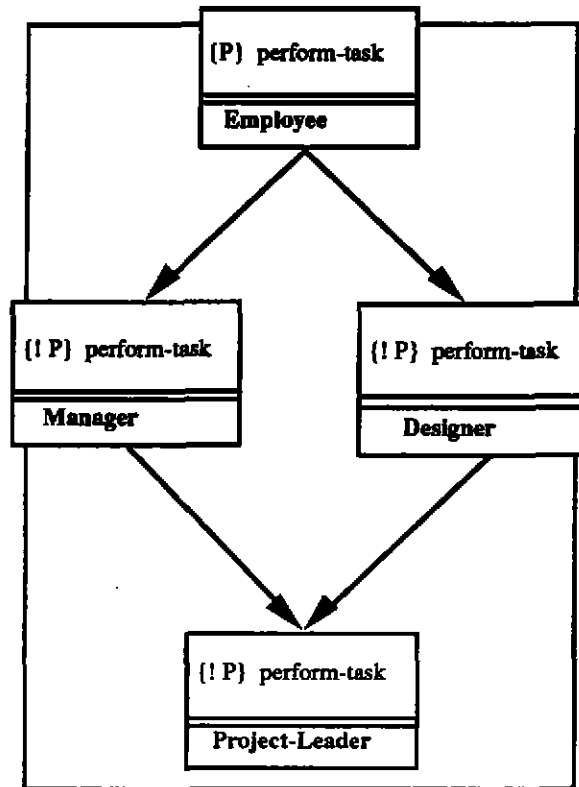 {P} perform-task
Employee
{! P} perform-task
Manager
{! P} perform-task
Designer
{! P} perform-task
Project-Leader